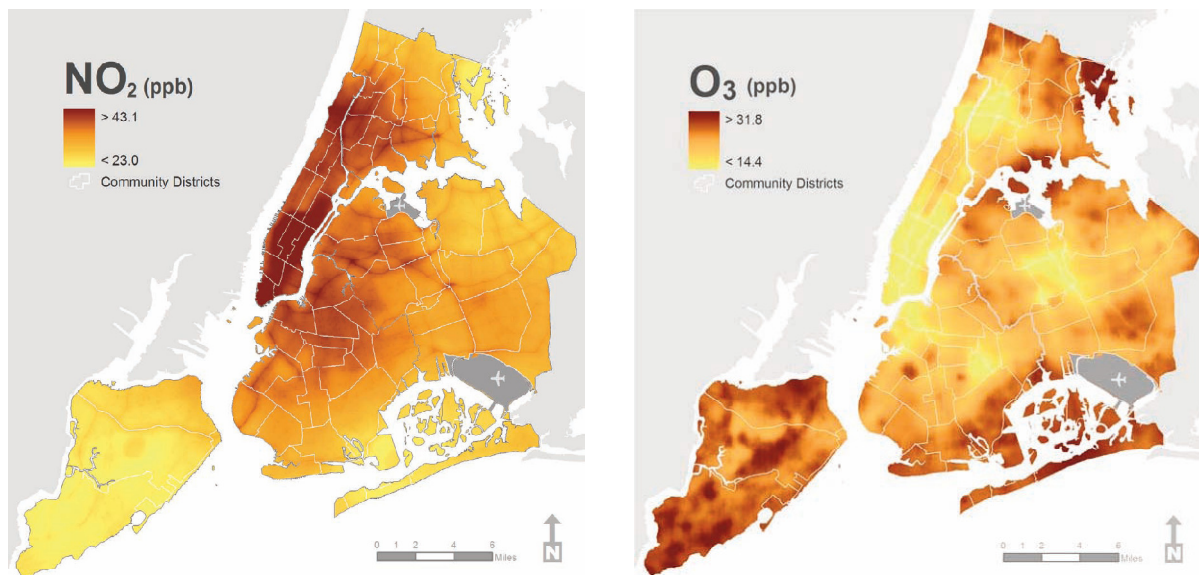 NO₂ (ppb)
> 43.1
< 23.0
Community Districts
N
0 1 2 4 6
Miles
O₃ (ppb)
> 31.8
< 14.4
Community Districts
N
0 1 2 4 6
Miles